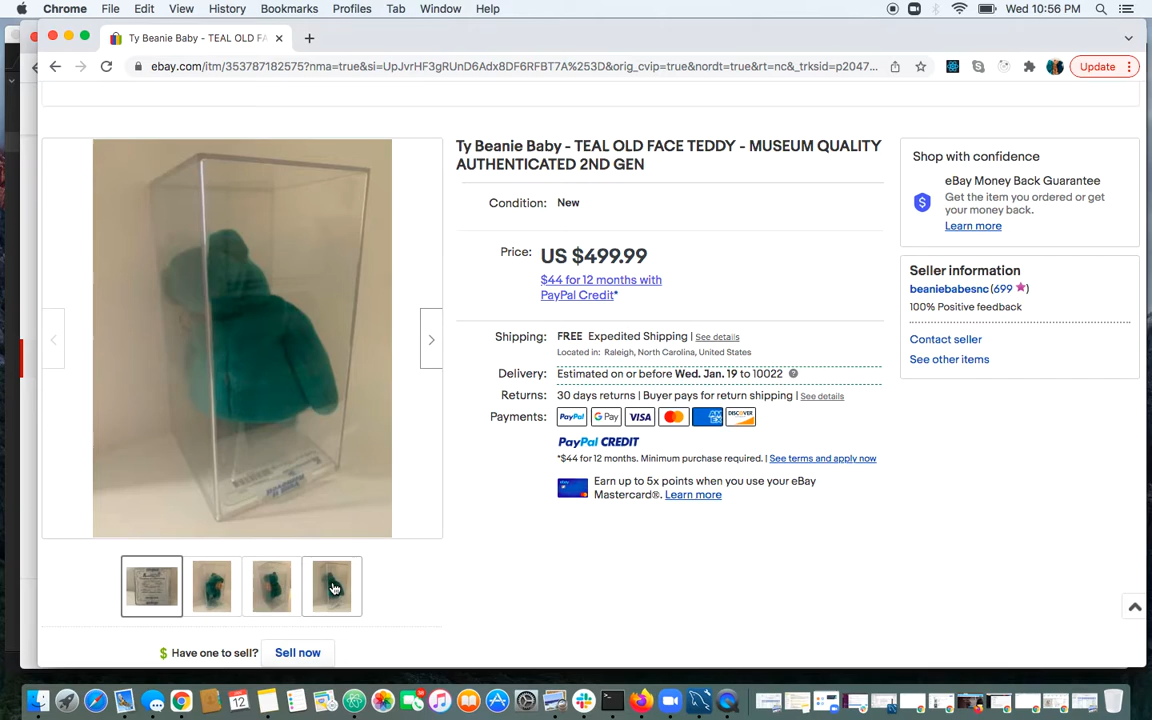 Chrome File Edit View History Bookmarks Profiles Tab Window Help Wed 10:56 PM
Ty Beanie Baby - TEAL OLD FA
ebay.com/itm/353787182575?nma=true&si=UpJvrHF3gRUnD6Adx8DF6RFBT7A%253D&orig_cvip=true&nordt=true&rt=nc&_trksid=p2047... Update
Ty Beanie Baby - TEAL OLD FACE TEDDY - MUSEUM QUALITY
AUTHENTICATED 2ND GEN
Condition: New
Price: US $499.99
$44 for 12 months with
PayPal Credit*
Shipping: FREE Expedited Shipping | See details
Located in: Raleigh, North Carolina, United States
Delivery: Estimated on or before Wed. Jan. 19 to 10022
Returns: 30 days returns | Buyer pays for return shipping | See details
Payments: PayPal G Pay VISA AM EX DISCOVER
PayPal CREDIT
*$44 for 12 months. Minimum purchase required. | See terms and apply now
Earn up to 5x points when you use your eBay
Mastercard®. Learn more
Shop with confidence
eBay Money Back Guarantee
Get the item you ordered or get
your money back.
Learn more
Seller information
beaniebabesnc (699)
100% Positive feedback
Contact seller
See other items
$ Have one to sell? Sell now
12